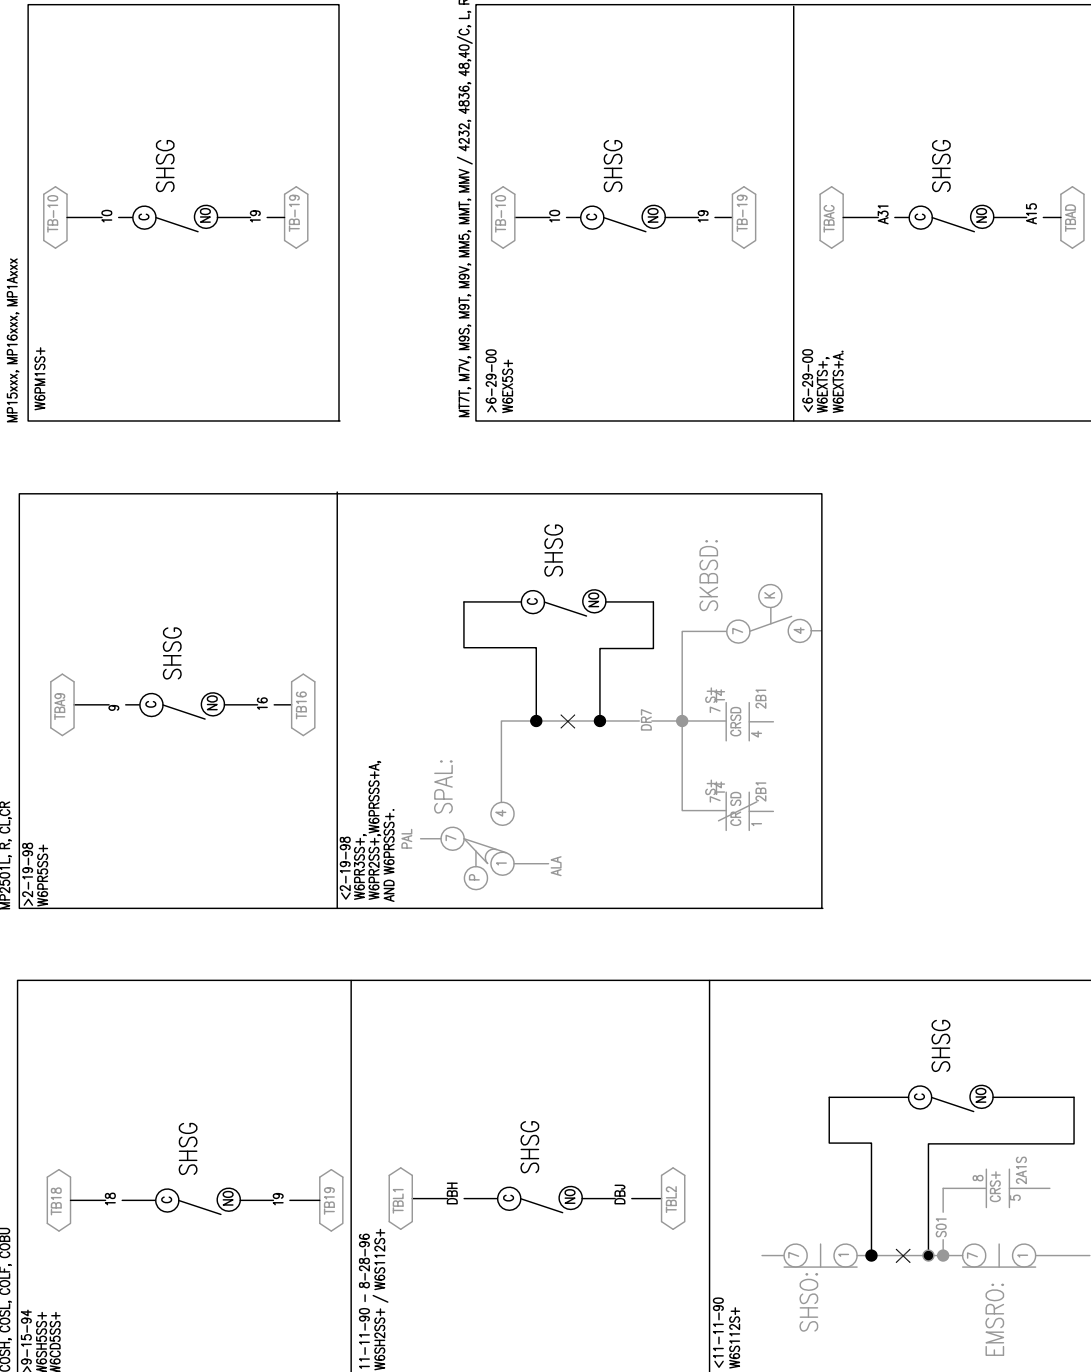 MP15xxx, MP16xxx, MP1Axxx
W6PM1SS+
TB-10
10
C
SHSG
NO
19
TB-19
MT7T, M7V, M9S, M9T, M9V, MM5, MMT, MMV / 4232, 4836, 48,40/C, L, R
>6-29-00
W6EX5S+
TB-10
10
C
SHSG
NO
19
TB-19
<6-29-00
W6EXTS+,
W6EXTS+A.
TBAC
A31
C
SHSG
NO
A15
TBAD
MP2501L, R, CL,CR
>2-19-98
W6PR5SS+
TBA9
9
C
SHSG
NO
16
TB16
<2-19-98
W6PR3SS+,
W6PR2SS+,W6PRSSS+A,
AND W6PRSSS+.
PAL
SPAL:
7
P
1
4
ALA
C
SHSG
NO
DR7
SKBSD:
7
K
4
7 S+
14
CRSD
4
2B1
7S+
14
CR SD
1
2B1
COSH, COSL, COLF, COBU
>9-15-94
W6SH5SS+
W6CD5SS+
TB18
18
C
SHSG
NO
19
TB19
11-11-90 - 8-28-96
W6SH2SS+ / W6S112S+
TBL1
DBH
C
SHSG
NO
DBJ
TBL2
<11-11-90
W6S112S+
SHSO:
7
1
C
SHSG
NO
S01
8
CRS+
5
2A1S
EMSRO:
7
1